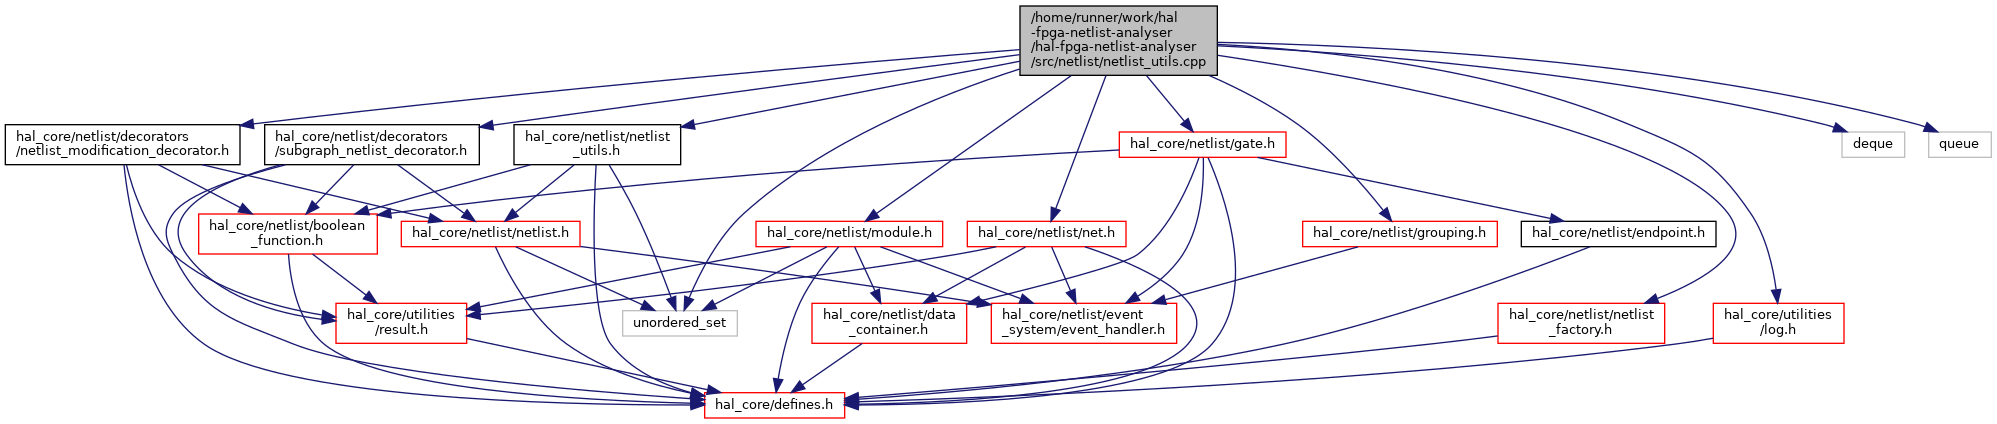 /home/runner/work/hal
-fpga-netlist-analyser
/hal-fpga-netlist-analyser
/src/netlist/netlist_utils.cpp
hal_core/netlist/decorators
/netlist_modification_decorator.h
hal_core/netlist/decorators
/subgraph_netlist_decorator.h
hal_core/netlist/netlist
_utils.h
hal_core/netlist/gate.h
deque
queue
hal_core/netlist/boolean
_function.h
hal_core/netlist/netlist.h
hal_core/netlist/module.h
hal_core/netlist/net.h
hal_core/netlist/grouping.h
hal_core/netlist/endpoint.h
hal_core/utilities
/result.h
unordered_set
hal_core/netlist/data
_container.h
hal_core/netlist/event
_system/event_handler.h
hal_core/netlist/netlist
_factory.h
hal_core/utilities
/log.h
hal_core/defines.h